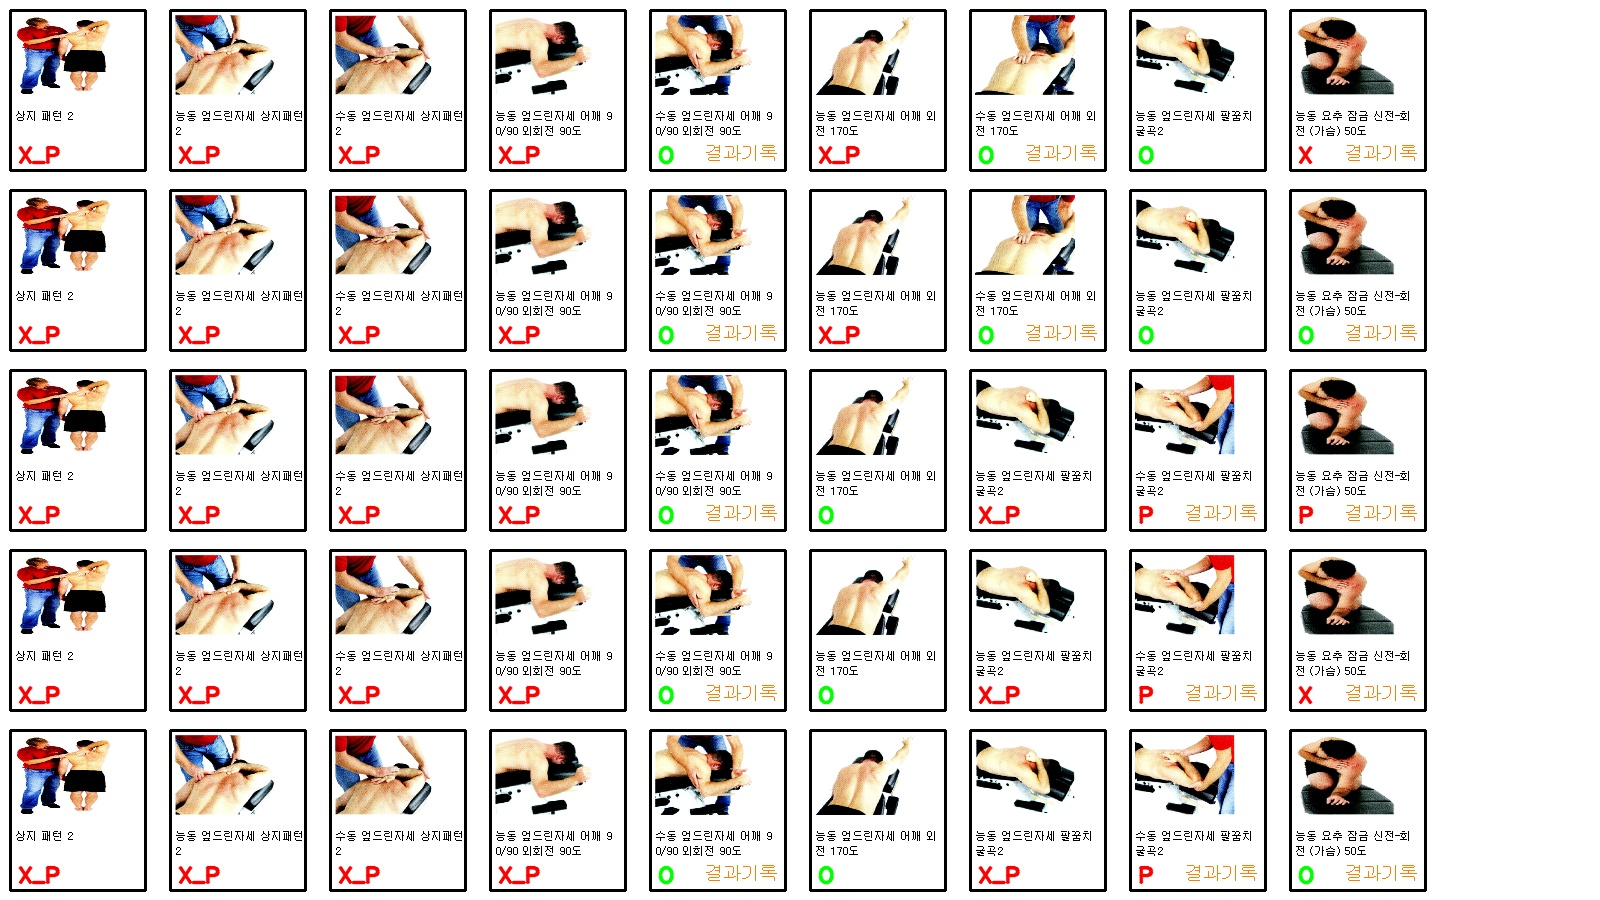 상지 패턴 2
X_P
능동 엎드린자세 상지패턴
2
X_P
수동 엎드린자세 상지패턴
2
X_P
능동 엎드린자세 어깨 9
0/90 외회전 90도
X_P
수동 엎드린자세 어깨 9
0/90 외회전 90도
O 결과기록
능동 엎드린자세 어깨 외
전 170도
X_P
수동 엎드린자세 어깨 외
전 170도
O 결과기록
능동 엎드린자세 팔꿈치
굴곡2
O
능동 요추 잠금 신전-회
전 (가슴) 50도
X 결과기록
상지 패턴 2
X_P
능동 엎드린자세 상지패턴
2
X_P
수동 엎드린자세 상지패턴
2
X_P
능동 엎드린자세 어깨 9
0/90 외회전 90도
X_P
수동 엎드린자세 어깨 9
0/90 외회전 90도
O 결과기록
능동 엎드린자세 어깨 외
전 170도
X_P
수동 엎드린자세 어깨 외
전 170도
O 결과기록
능동 엎드린자세 팔꿈치
굴곡2
O
능동 요추 잠금 신전-회
전 (가슴) 50도
O 결과기록
상지 패턴 2
X_P
능동 엎드린자세 상지패턴
2
X_P
수동 엎드린자세 상지패턴
2
X_P
능동 엎드린자세 어깨 9
0/90 외회전 90도
X_P
수동 엎드린자세 어깨 9
0/90 외회전 90도
O 결과기록
능동 엎드린자세 어깨 외
전 170도
O
능동 엎드린자세 팔꿈치
굴곡2
X_P
수동 엎드린자세 팔꿈치
굴곡2
P 결과기록
능동 요추 잠금 신전-회
전 (가슴) 50도
P 결과기록
상지 패턴 2
X_P
능동 엎드린자세 상지패턴
2
X_P
수동 엎드린자세 상지패턴
2
X_P
능동 엎드린자세 어깨 9
0/90 외회전 90도
X_P
수동 엎드린자세 어깨 9
0/90 외회전 90도
O 결과기록
능동 엎드린자세 어깨 외
전 170도
O
능동 엎드린자세 팔꿈치
굴곡2
X_P
수동 엎드린자세 팔꿈치
굴곡2
P 결과기록
능동 요추 잠금 신전-회
전 (가슴) 50도
X 결과기록
상지 패턴 2
X_P
능동 엎드린자세 상지패턴
2
X_P
수동 엎드린자세 상지패턴
2
X_P
능동 엎드린자세 어깨 9
0/90 외회전 90도
X_P
수동 엎드린자세 어깨 9
0/90 외회전 90도
O 결과기록
능동 엎드린자세 어깨 외
전 170도
O
능동 엎드린자세 팔꿈치
굴곡2
X_P
수동 엎드린자세 팔꿈치
굴곡2
P 결과기록
능동 요추 잠금 신전-회
전 (가슴) 50도
O 결과기록